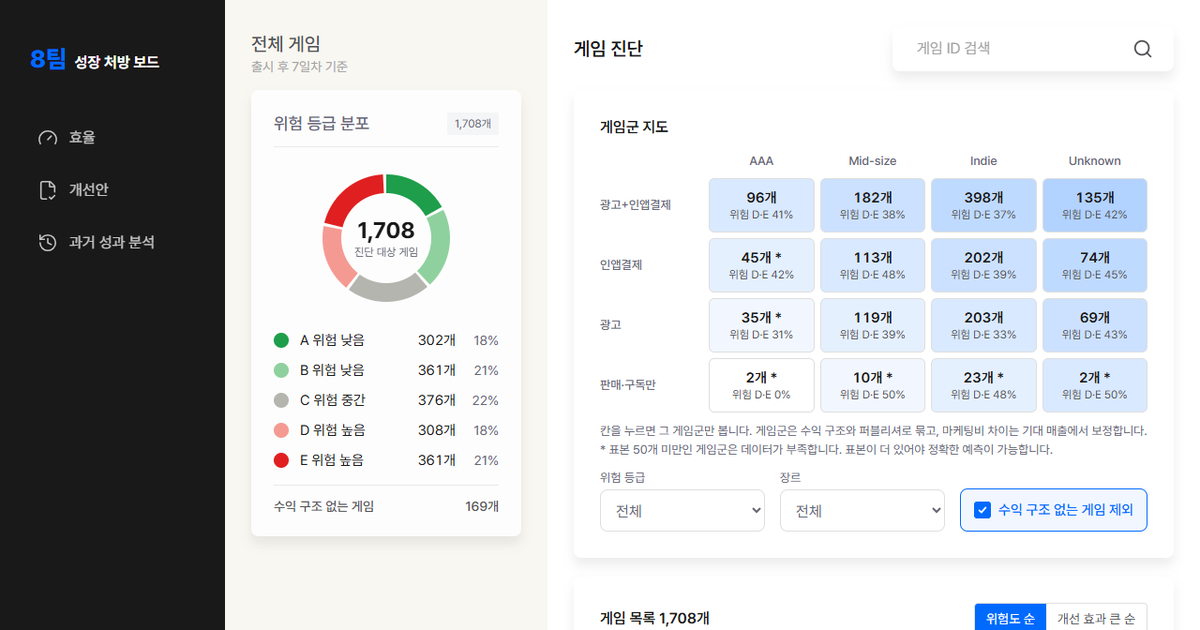 8팀 성장 처방 보드
효율
개선안
과거 성과 분석
전체 게임
출시 후 7일차 기준
위험 등급 분포 1,708개
1,708
진단 대상 게임
A 위험 낮음 302개 18%
B 위험 낮음 361개 21%
C 위험 중간 376개 22%
D 위험 높음 308개 18%
E 위험 높음 361개 21%
수익 구조 없는 게임 169개
게임 진단
게임 ID 검색
게임군 지도
AAA Mid-size Indie Unknown
광고+인앱결제
96개 182개 398개 135개
위험 D·E 41% 위험 D·E 38% 위험 D·E 37% 위험 D·E 42%
인앱결제
45개 * 113개 202개 74개
위험 D·E 42% 위험 D·E 48% 위험 D·E 39% 위험 D·E 45%
광고
35개 * 119개 203개 69개
위험 D·E 31% 위험 D·E 39% 위험 D·E 33% 위험 D·E 43%
판매·구독만
2개 * 10개 * 23개 * 2개 *
위험 D·E 0% 위험 D·E 50% 위험 D·E 48% 위험 D·E 50%
칸을 누르면 그 게임군만 봅니다. 게임군은 수익 구조와 퍼블리셔로 묶고, 마케팅비 차이는 기대 매출에서 보정합니다.
* 표본 50개 미만인 게임군은 데이터가 부족합니다. 표본이 더 있어야 정확한 예측이 가능합니다.
위험 등급 장르
전체 전체 수익 구조 없는 게임 제외
게임 목록 1,708개 위험도 순 개선 효과 큰 순